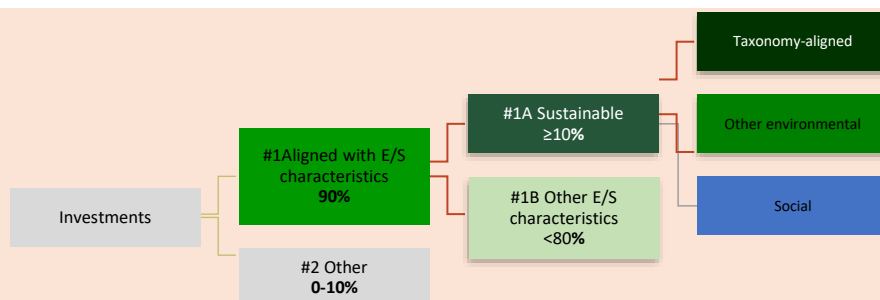 Investments
#1Aligned with E/S
characteristics
90%
#2 Other
0-10%
#1A Sustainable
≥10%
#1B Other E/S
characteristics
<80%
Taxonomy-aligned
Other environmental
Social